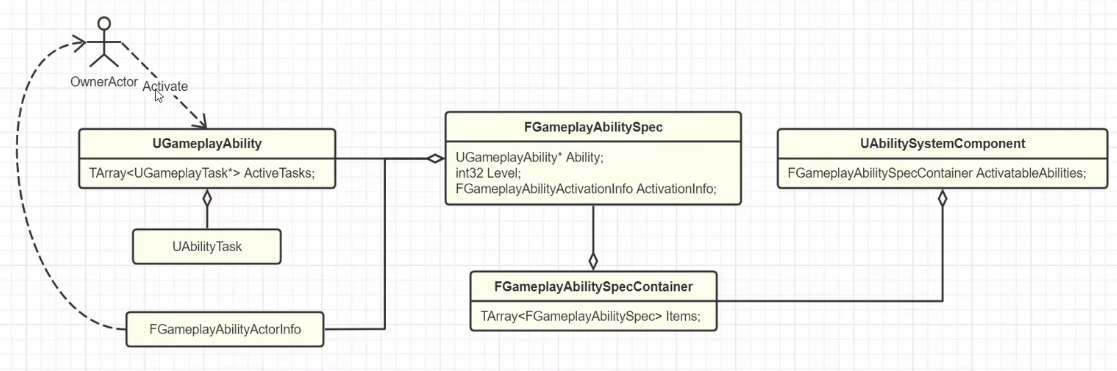 OwnerActor
Activate
UGameplayAbility
TArray<UGameplayTask*> ActiveTasks;
UAbilityTask
FGameplayAbilityActorInfo
FGameplayAbilitySpec
UGameplayAbility* Ability;
int32 Level;
FGameplayAbilityActivationInfo ActivationInfo;
FGameplayAbilitySpecContainer
TArray<FGameplayAbilitySpec> Items;
UAbilitySystemComponent
FGameplayAbilitySpecContainer ActivatableAbilities;